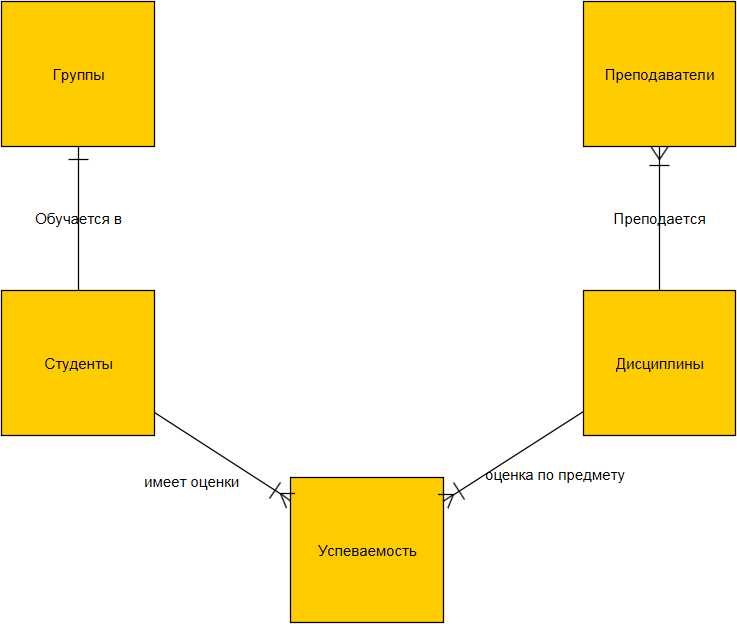 Группы
Преподаватели
Обучается в
Преподается
Студенты
Дисциплины
имеет оценки
оценка по предмету
Успеваемость